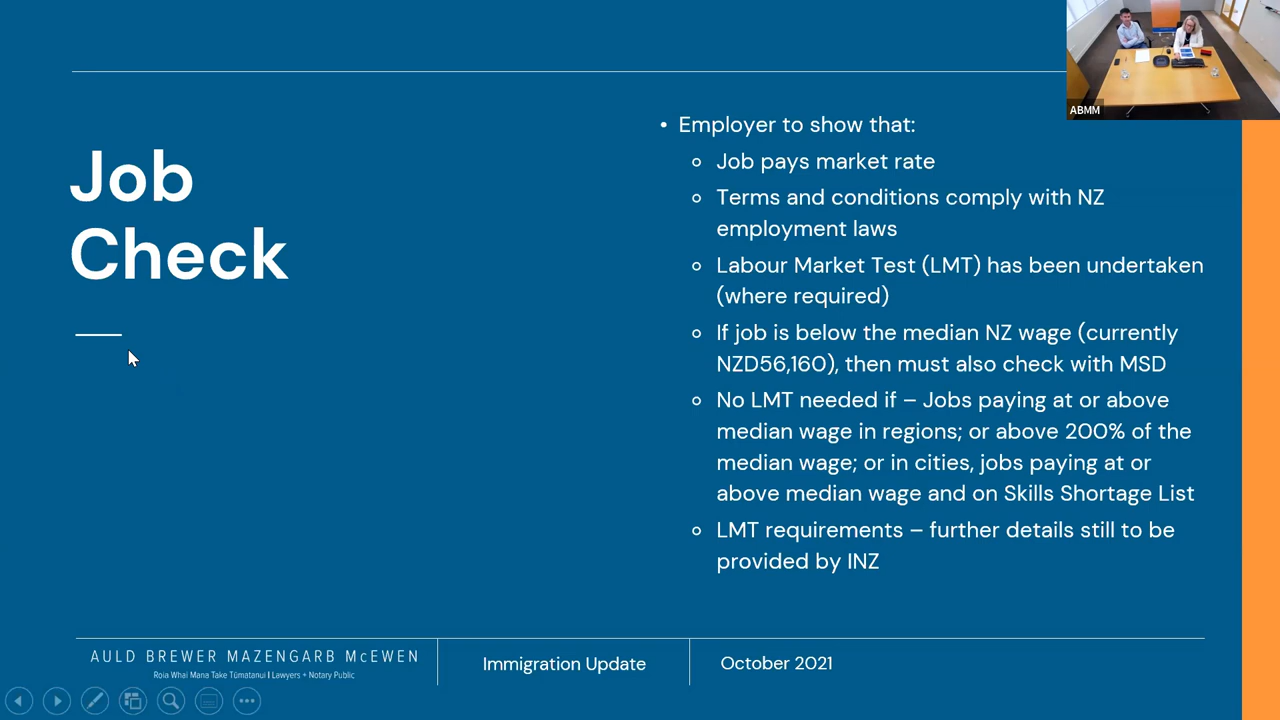 ABMM
Job
Check
• Employer to show that:
o Job pays market rate
o Terms and conditions comply with NZ
employment laws
o Labour Market Test (LMT) has been undertaken
(where required)
o If job is below the median NZ wage (currently
NZD56,160), then must also check with MSD
o No LMT needed if – Jobs paying at or above
median wage in regions; or above 200% of the
median wage; or in cities, jobs paying at or
above median wage and on Skills Shortage List
o LMT requirements – further details still to be
provided by INZ
AULD BREWER MAZENGARB McEWEN
Roia Whai Mana Take Tūmatanui I Lawyers + Notary Public
Immigration Update
October 2021